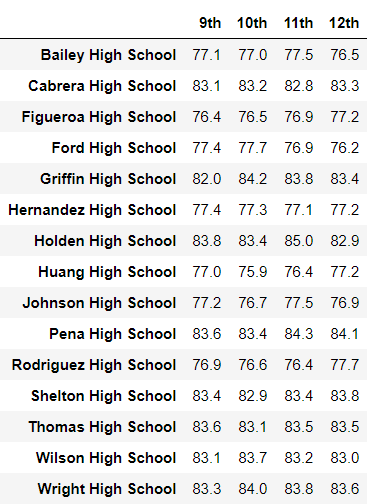 9th 10th 11th 12th
Bailey High School 77.1 77.0 77.5 76.5
Cabrera High School 83.1 83.2 82.8 83.3
Figueroa High School 76.4 76.5 76.9 77.2
Ford High School 77.4 77.7 76.9 76.2
Griffin High School 82.0 84.2 83.8 83.4
Hernandez High School 77.4 77.3 77.1 77.2
Holden High School 83.8 83.4 85.0 82.9
Huang High School 77.0 75.9 76.4 77.2
Johnson High School 77.2 76.7 77.5 76.9
Pena High School 83.6 83.4 84.3 84.1
Rodriguez High School 76.9 76.6 76.4 77.7
Shelton High School 83.4 82.9 83.4 83.8
Thomas High School 83.6 83.1 83.5 83.5
Wilson High School 83.1 83.7 83.2 83.0
Wright High School 83.3 84.0 83.8 83.6